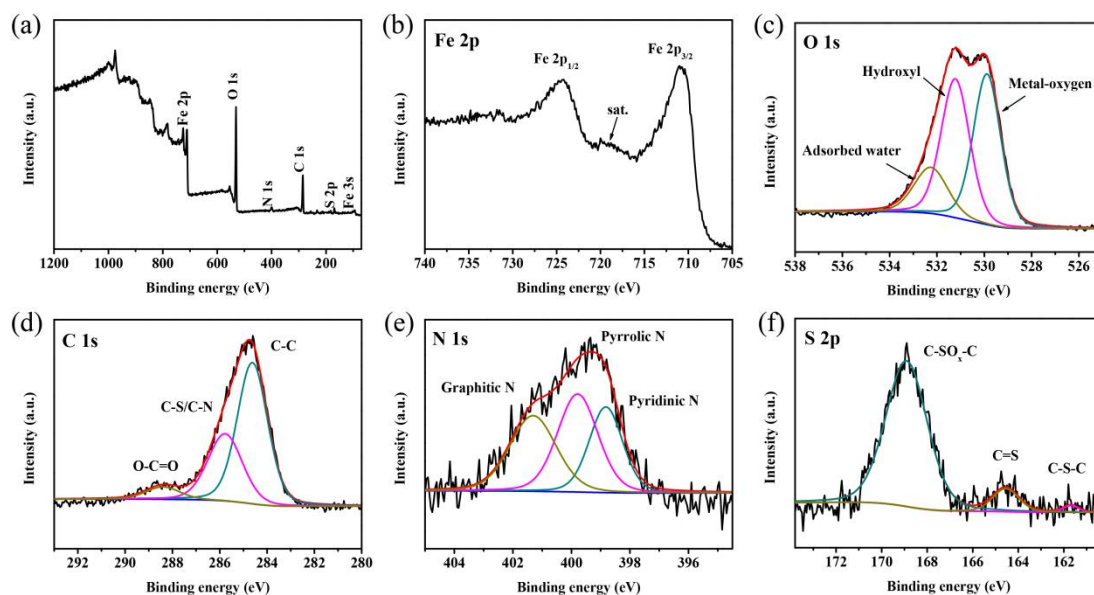 (a)
Fe 2p
O 1s
N 1s
C 1s
S 2p
Fe 3s
Intensity (a.u.)
1200 1000 800 600 400 200
Binding energy (eV)
(b)
Fe 2p
Fe 2p1/2
sat.
Fe 2p3/2
Intensity (a.u.)
740 735 730 725 720 715 710 705
Binding energy (eV)
(c)
O 1s
Hydroxyl
Metal-oxygen
Adsorbed water
Intensity (a.u.)
538 536 534 532 530 528 526
Binding energy (eV)
(d)
C 1s
C-C
C-S/C-N
O-C=O
Intensity (a.u.)
292 290 288 286 284 282 280
Binding energy (eV)
(e)
N 1s
Pyrrolic N
Graphitic N
Pyridinic N
Intensity (a.u.)
404 402 400 398 396
Binding energy (eV)
(f)
S 2p
C-SOx-C
C=S
C-S-C
Intensity (a.u.)
172 170 168 166 164 162
Binding energy (eV)